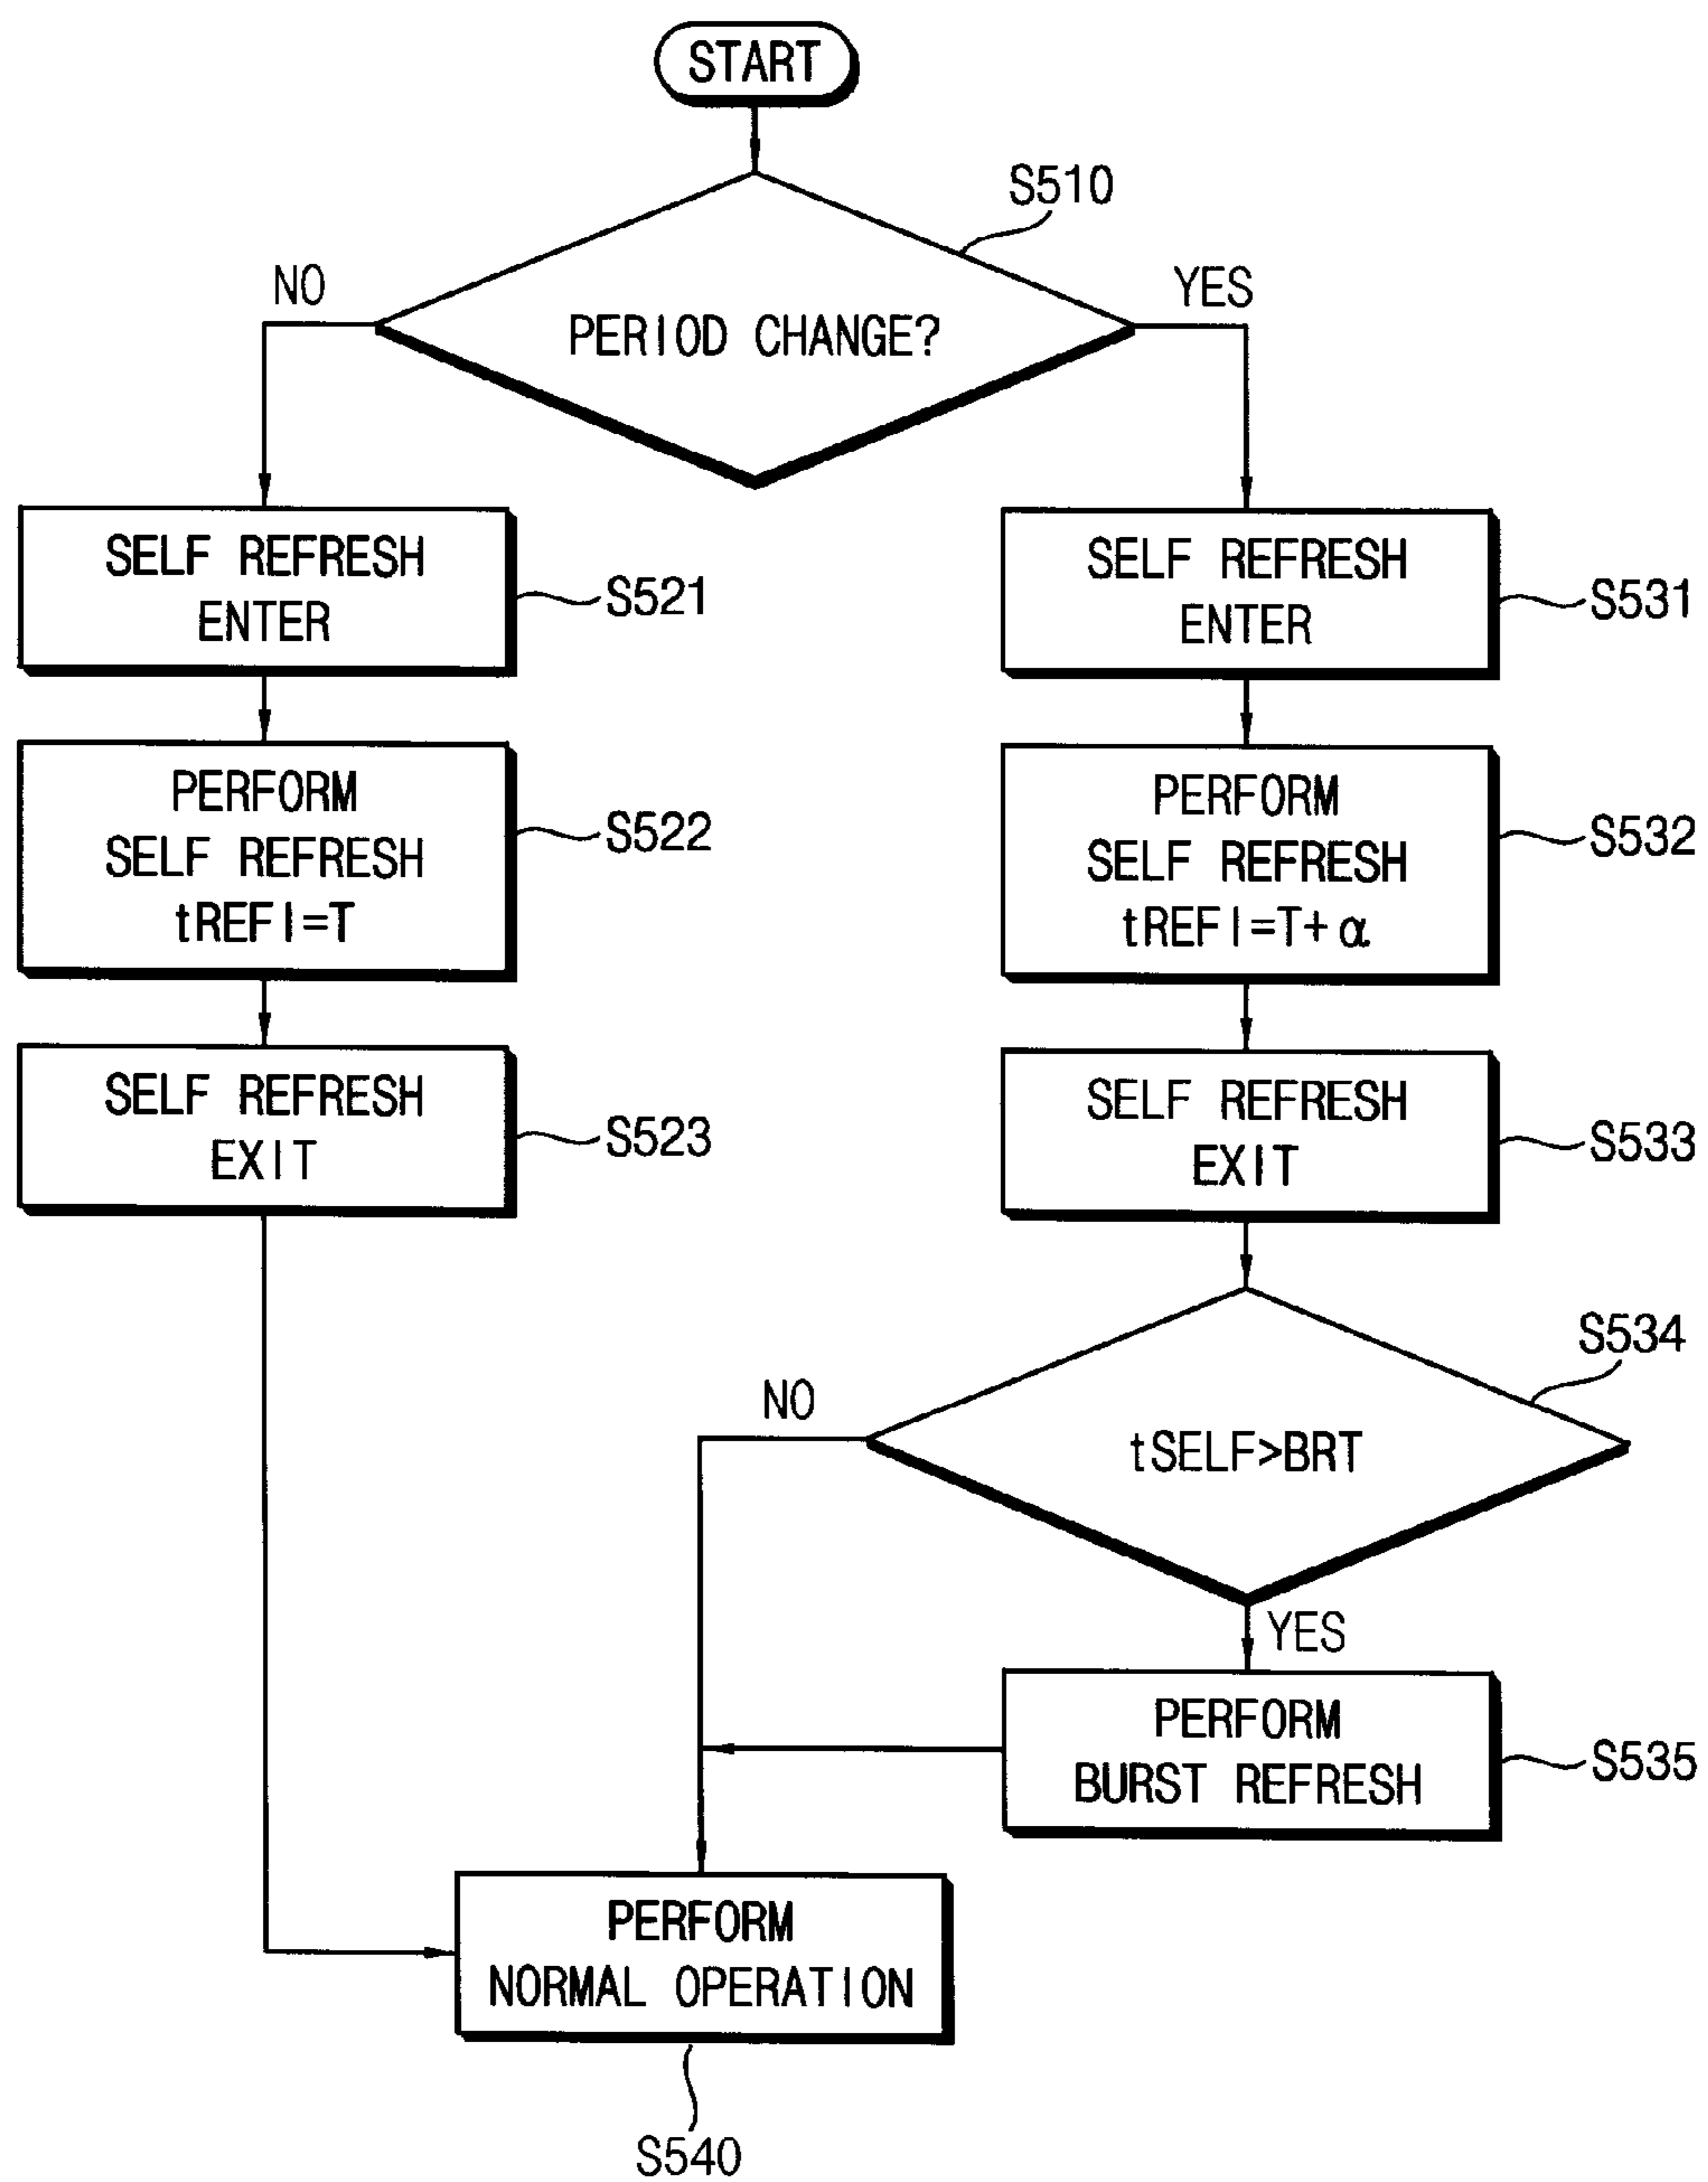 START
S510
NO
YES
PERIOD CHANGE?
SELF REFRESH
ENTER
S521
PERFORM
SELF REFRESH
tREFI=T
S522
SELF REFRESH
EXIT
S523
SELF REFRESH
ENTER
S531
PERFORM
SELF REFRESH
tREFI=T+α
S532
SELF REFRESH
EXIT
S533
S534
NO
tSELF>BRT
YES
PERFORM
BURST REFRESH
S535
PERFORM
NORMAL OPERATION
S540